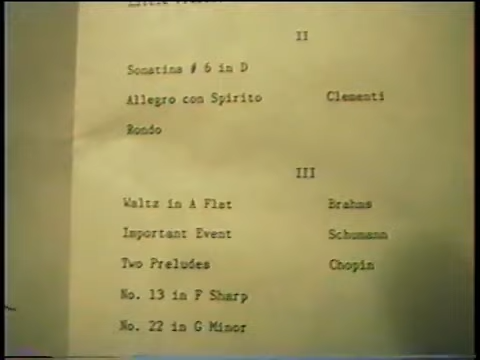 II
Sonatina # 6 in D
Allegro con Spirito Clementi
Rondo
III
Waltz in A Flat Brahms
Important Event Schumann
Two Preludes Chopin
No. 13 in F Sharp
No. 22 in G Minor